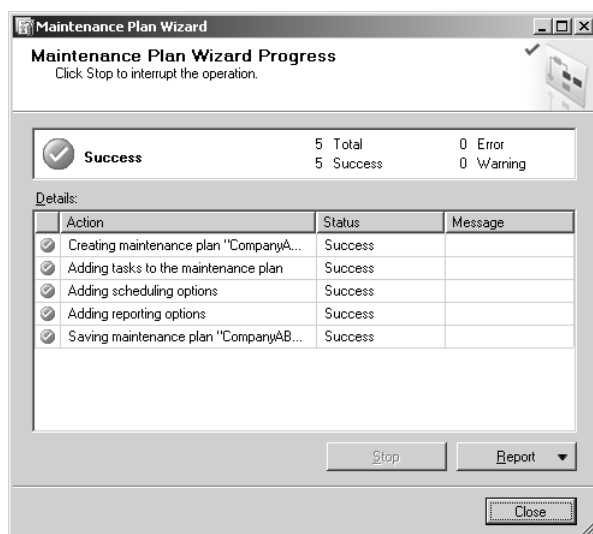 Maintenance Plan Wizard
Maintenance Plan Wizard Progress
Click Stop to interrupt the operation.
Success
5 Total
0 Error
5 Success
0 Warning
Details:
Action Status Message
Creating maintenance plan "CompanyA... Success
Adding tasks to the maintenance plan Success
Adding scheduling options Success
Adding reporting options Success
Saving maintenance plan "CompanyAB... Success
Stop
Report
Close